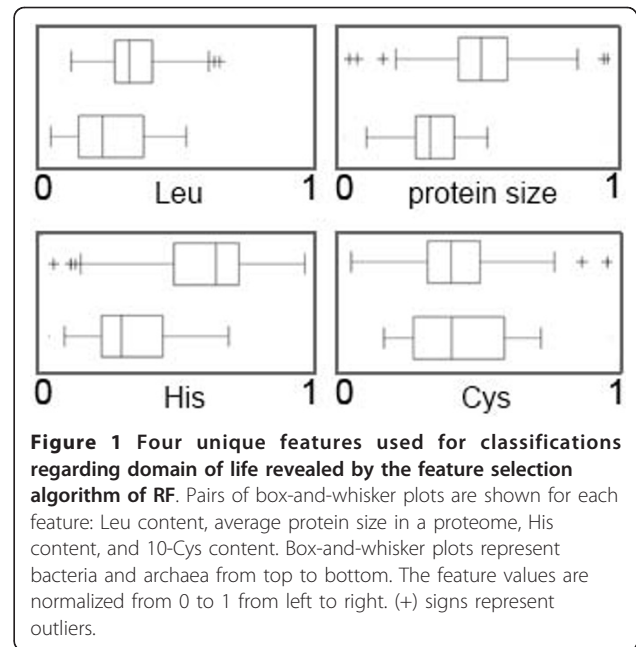 0 Leu 1
0 protein size 1
0 His 1
0 Cys 1
Figure 1 Four unique features used for classifications
regarding domain of life revealed by the feature selection
algorithm of RF. Pairs of box-and-whisker plots are shown for each
feature: Leu content, average protein size in a proteome, His
content, and 10-Cys content. Box-and-whisker plots represent
bacteria and archaea from top to bottom. The feature values are
normalized from 0 to 1 from left to right. (+) signs represent
outliers.